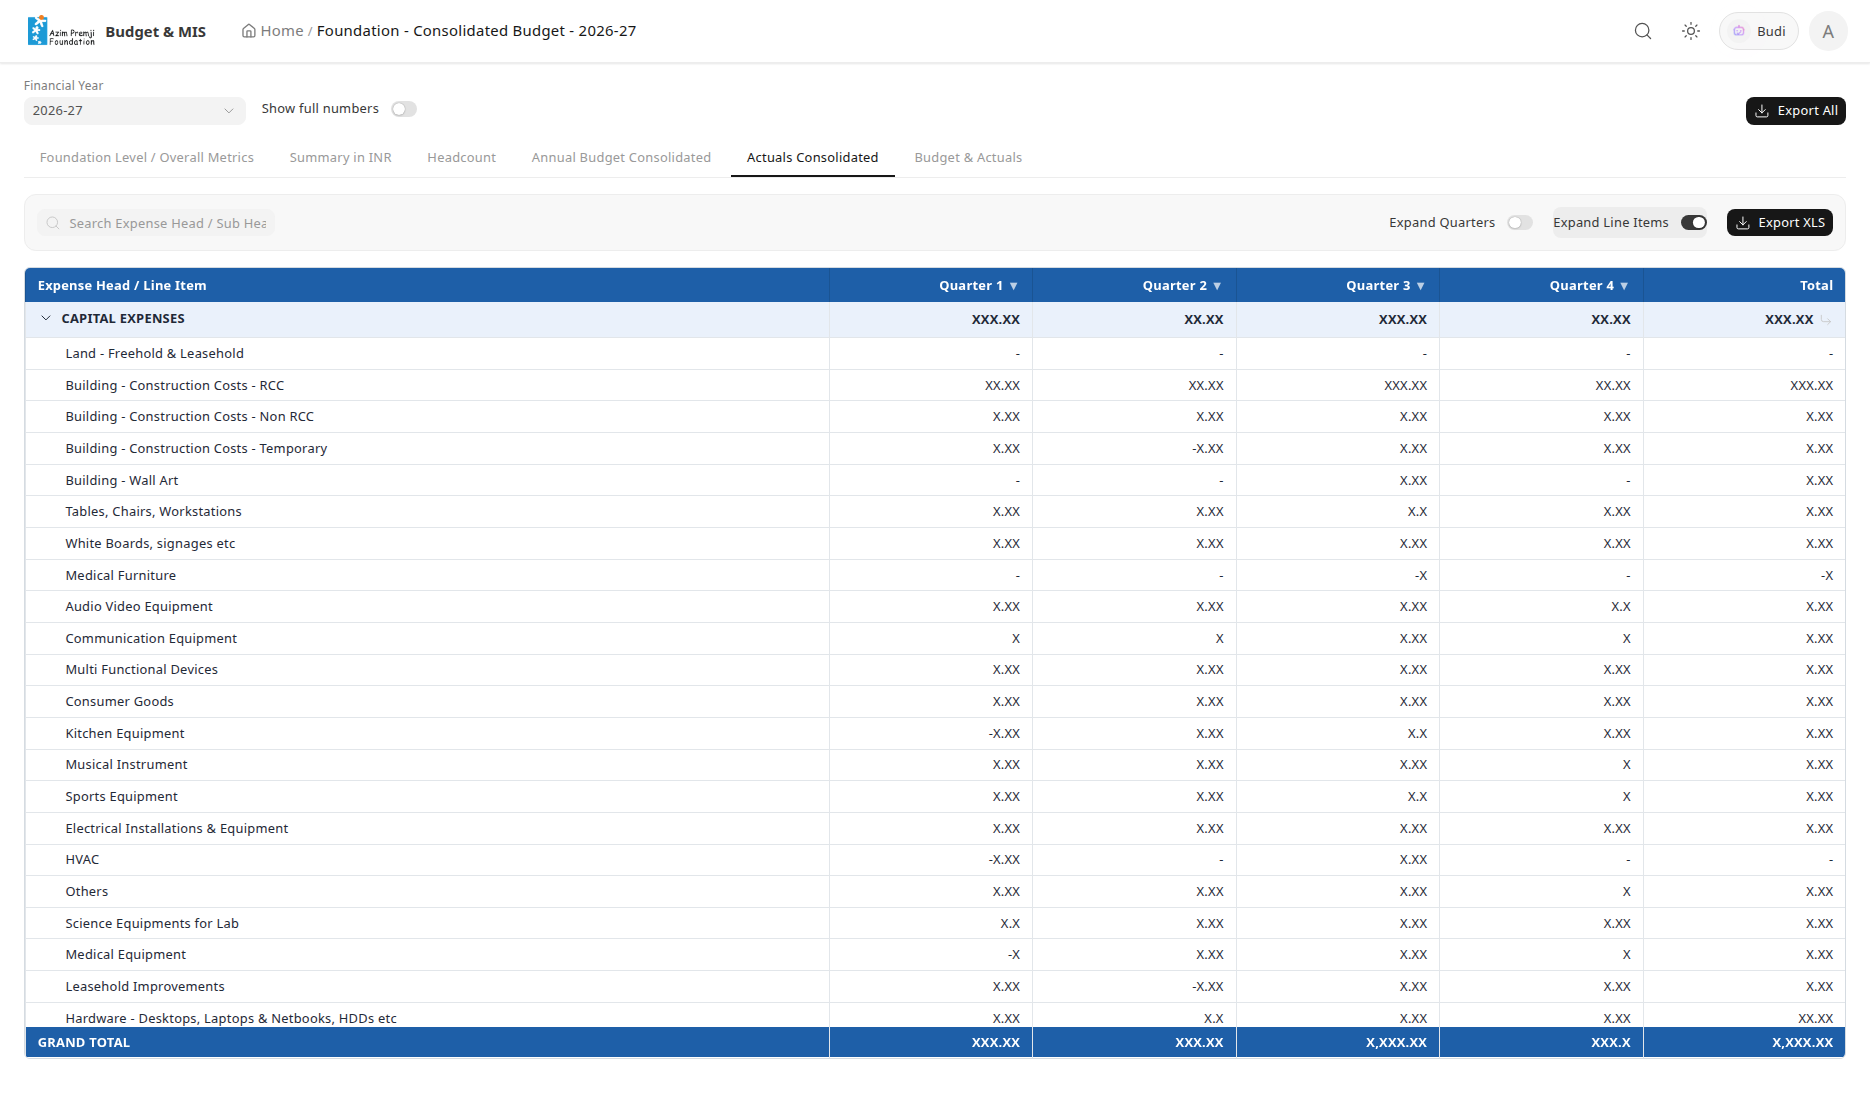 Azim Premji
Foundation
Budget & MIS
Home / Foundation - Consolidated Budget - 2026-27
Budi
A
Financial Year
2026-27
Show full numbers
Export All
Foundation Level / Overall Metrics
Summary in INR
Headcount
Annual Budget Consolidated
Actuals Consolidated
Budget & Actuals
Search Expense Head / Sub Hea
Expand Quarters
Expand Line Items
Export XLS
Expense Head / Line Item Quarter 1 ▼ Quarter 2 ▼ Quarter 3 ▼ Quarter 4 ▼ Total
CAPITAL EXPENSES XXX.XX XX.XX XXX.XX XX.XX XXX.XX
Land - Freehold & Leasehold - - - - -
Building - Construction Costs - RCC XX.XX XX.XX XXX.XX XX.XX XXX.XX
Building - Construction Costs - Non RCC X.XX X.XX X.XX X.XX X.XX
Building - Construction Costs - Temporary X.XX -X.XX X.XX X.XX X.XX
Building - Wall Art - - X.XX - X.XX
Tables, Chairs, Workstations X.XX X.XX X.X X.XX X.XX
White Boards, signages etc X.XX X.XX X.XX X.XX X.XX
Medical Furniture - - -X - -X
Audio Video Equipment X.XX X.XX X.XX X.X X.XX
Communication Equipment X X X.XX X X.XX
Multi Functional Devices X.XX X.XX X.XX X.XX X.XX
Consumer Goods X.XX X.XX X.XX X.XX X.XX
Kitchen Equipment -X.XX X.XX X.X X.XX X.XX
Musical Instrument X.XX X.XX X.XX X X.XX
Sports Equipment X.XX X.XX X.X X X.XX
Electrical Installations & Equipment X.XX X.XX X.XX X.XX X.XX
HVAC -X.XX - X.XX - -
Others X.XX X.XX X.XX X X.XX
Science Equipments for Lab X.X X.XX X.XX X.XX X.XX
Medical Equipment -X X.XX X.XX X X.XX
Leasehold Improvements X.XX -X.XX X.XX X.XX X.XX
Hardware - Desktops, Laptops & Netbooks, HDDs etc X.XX X.X X.XX X.XX XX.XX
GRAND TOTAL XXX.XX XXX.XX X,XXX.XX XXX.X X,XXX.XX